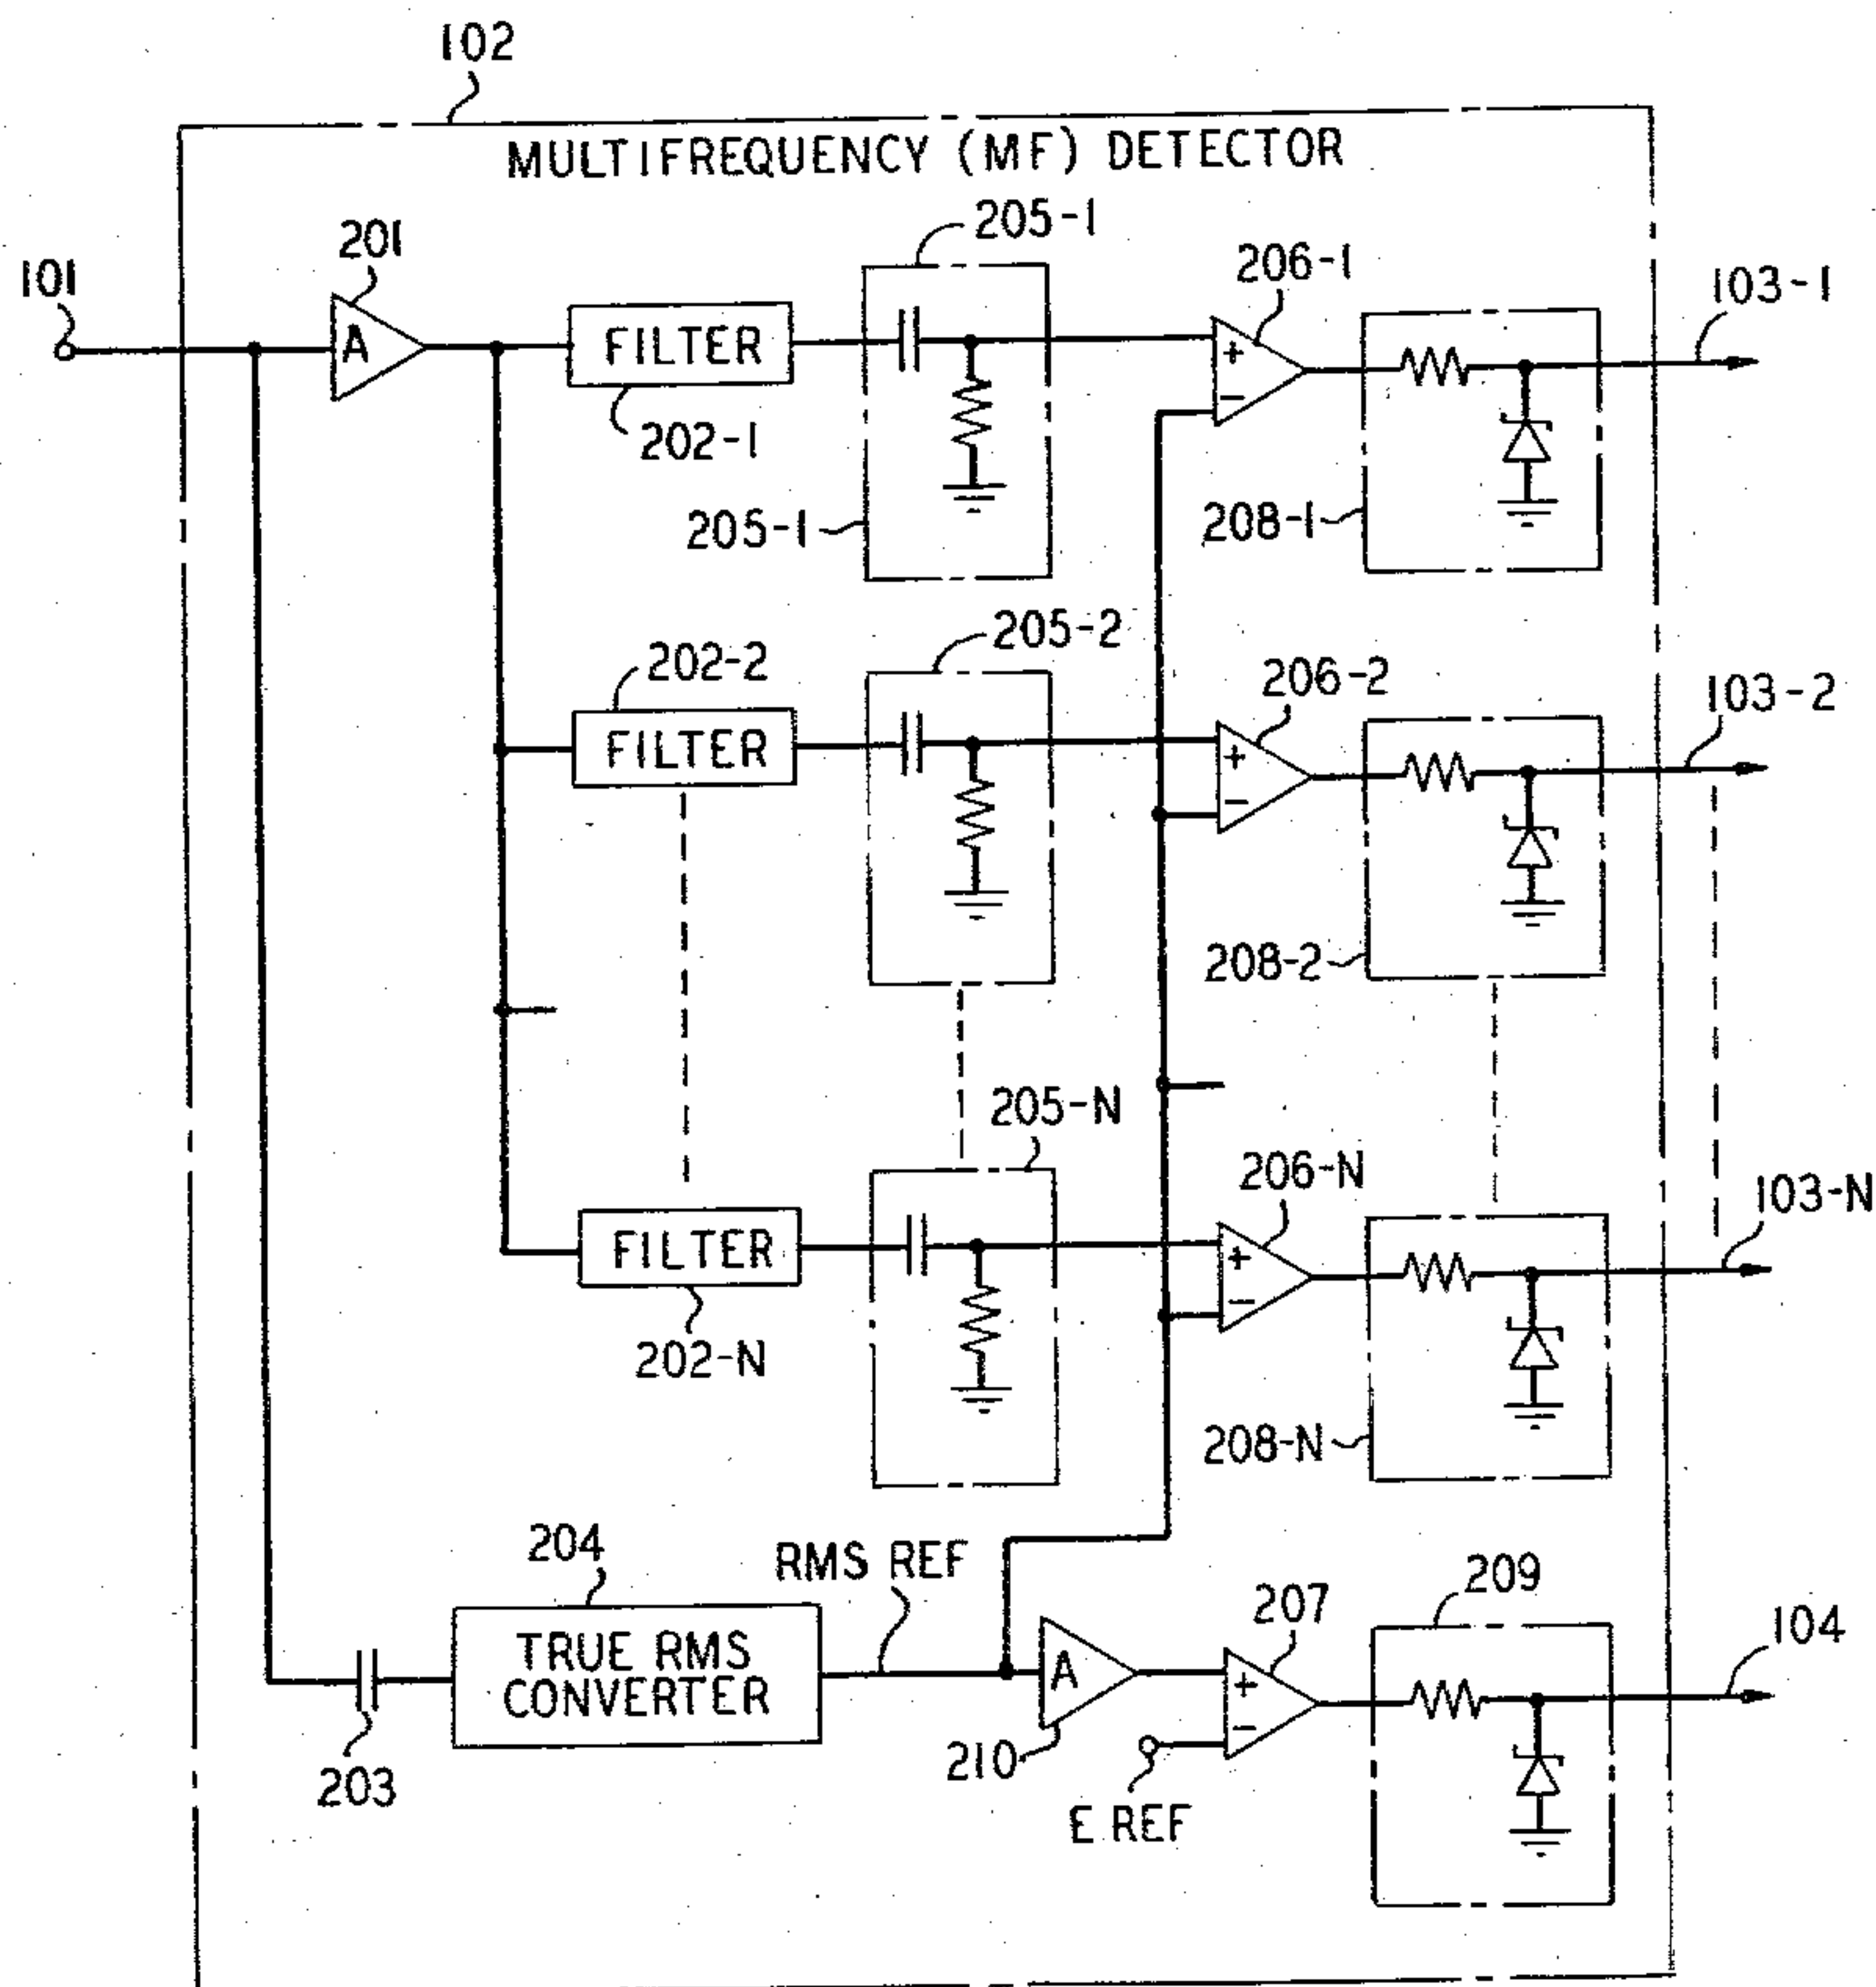 102
MULTIFREQUENCY (MF) DETECTOR
205-1
201
206-1
101
103-1
A
FILTER
+
−
202-1
205-1
208-1
205-2
202-2
206-2
103-2
FILTER
+
−
208-2
205-N
206-N
103-N
FILTER
+
−
202-N
208-N
204
RMS REF
209
207
104
TRUE RMS
CONVERTER
A
+
−
210
203
E REF